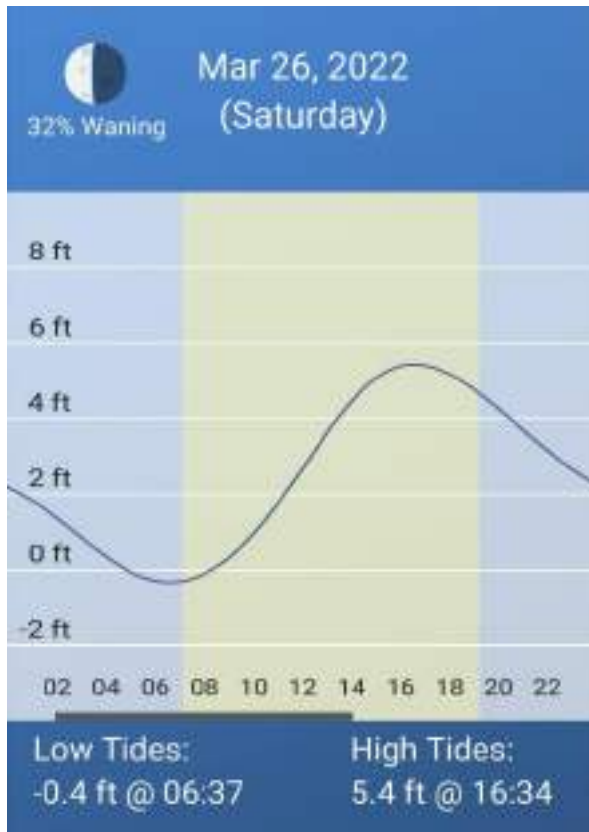 Mar 26, 2022
(Saturday)
32% Waning
8 ft
6 ft
4 ft
2 ft
0 ft
-2 ft
02 04 06 08 10 12 14 16 18 20 22
Low Tides:
-0.4 ft @ 06:37
High Tides:
5.4 ft @ 16:34